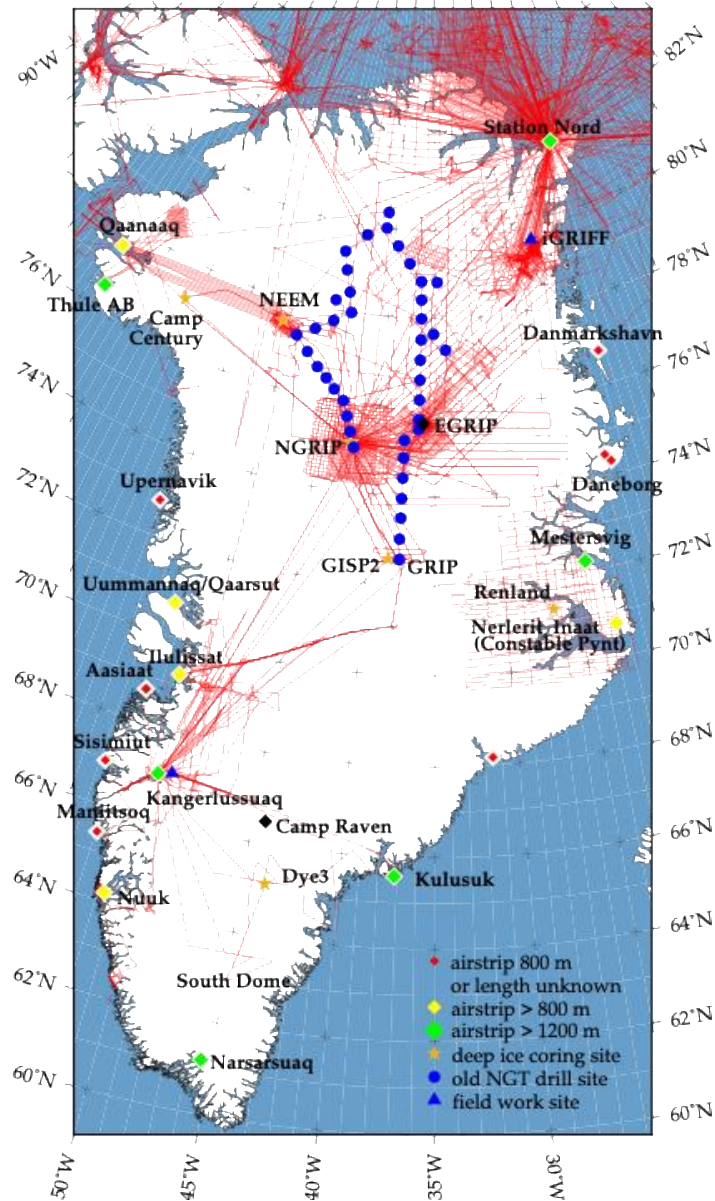 90°W
82°N
Station Nord
80°N
Qaanaaq
iGRIFF
78°N
76°N
Thule AB
NEEM
Camp
Century
Danmarkshavn
76°N
74°N
EGRIP
NGRIP
74°N
72°N
Upernavik
Daneborg
Mestersvig
72°N
GISP2
GRIP
70°N
Uummannaq/Qaarsut
Renland
Nerlerit Inaat
(Constable Pynt)
70°N
Ilulissat
Aasiaat
68°N
Sisimiut
68°N
66°N
Kangerlussuaq
Maniitsoq
Camp Raven
66°N
Dye3
Kulusuk
64°N
Nuuk
64°N
airstrip 800 m
or length unknown
airstrip > 800 m
airstrip > 1200 m
deep ice coring site
old NGT drill site
field work site
62°N
South Dome
62°N
Narsarsuaq
60°N
60°N
50°W
45°W
40°W
35°W
30°W